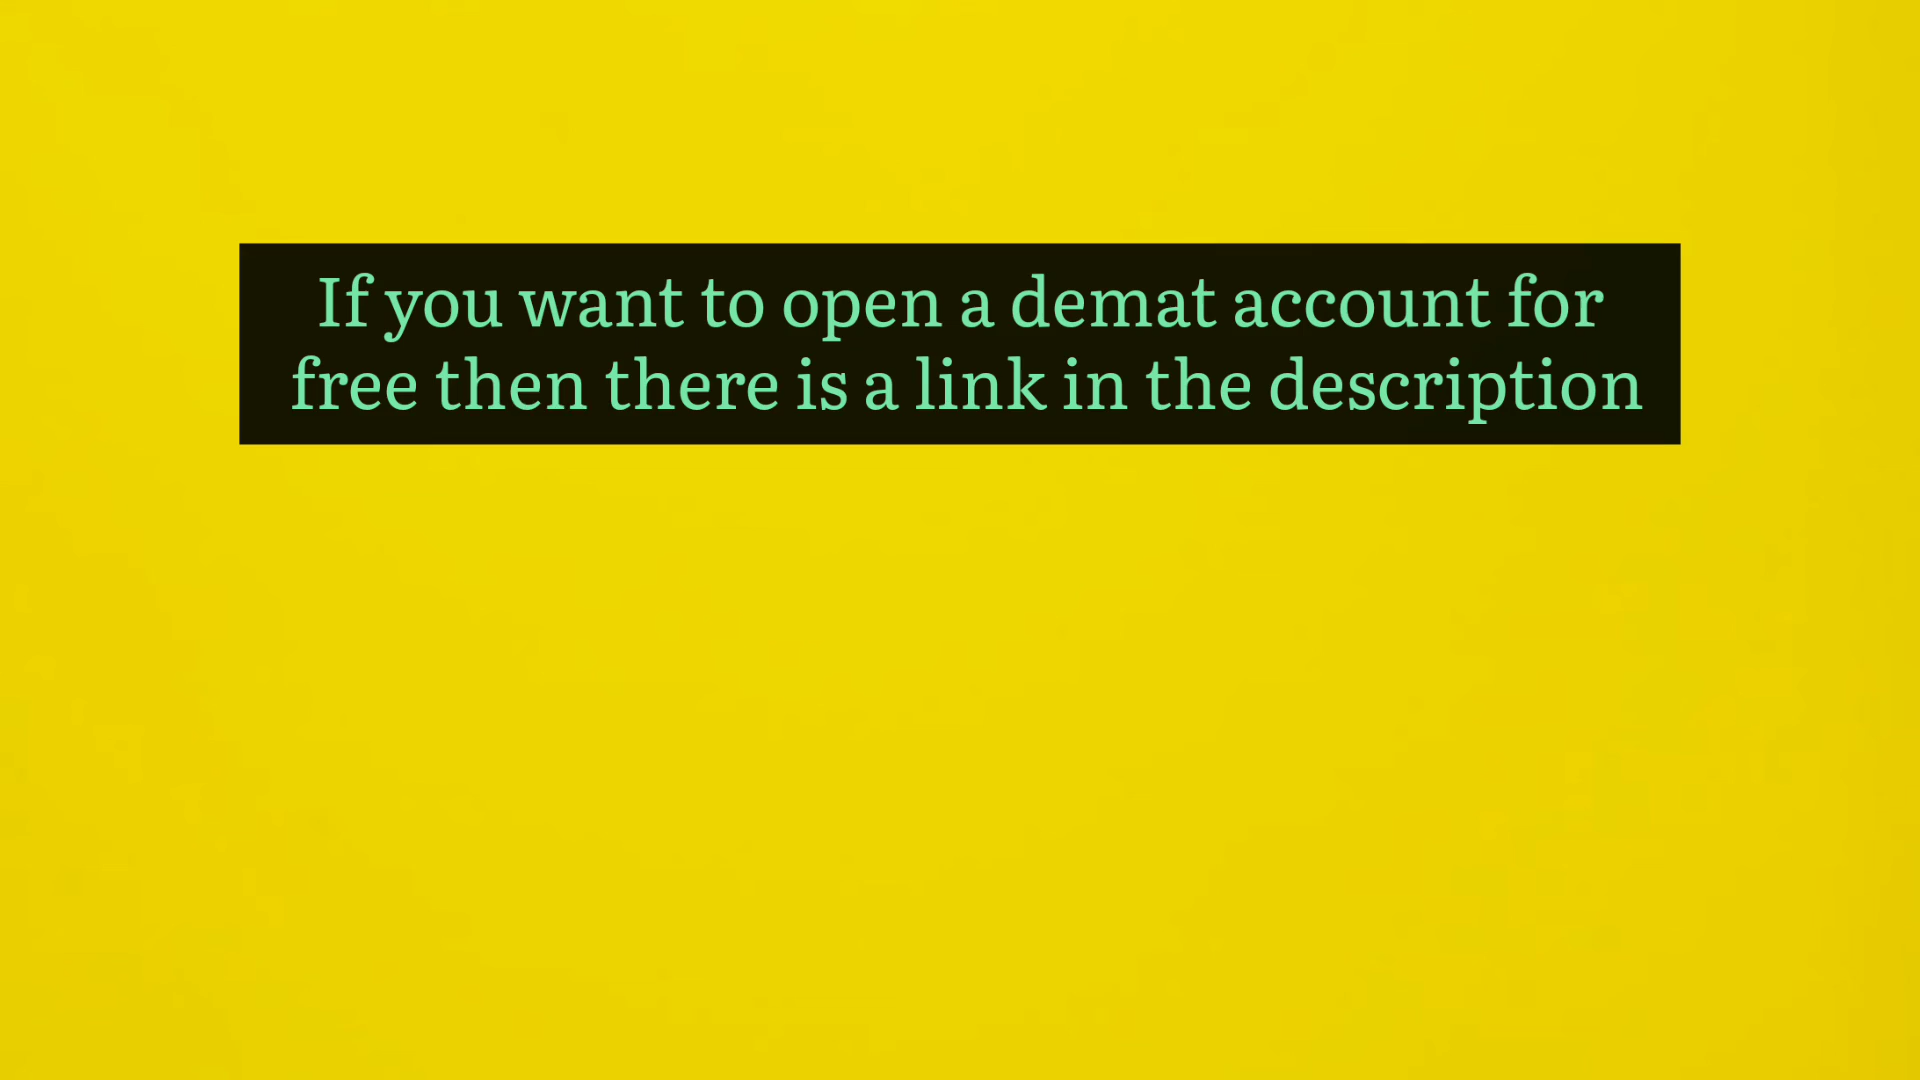 If you want to open a demat account for
free then there is a link in the description